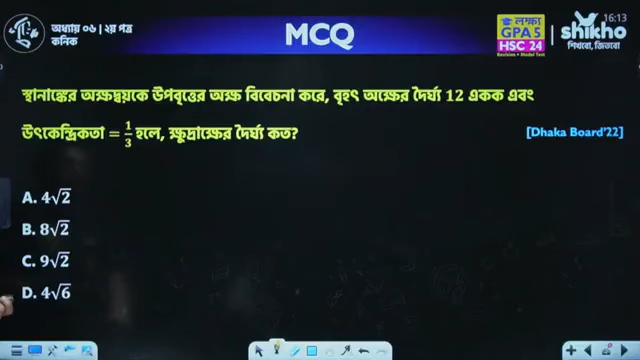 16:13
অধ্যায় ০৬ | ২য় পত্র
কনিক
MCQ
লক্ষ্য
GPA 5
HSC 24
Revision + Model Test
shikho
শিখবো, জিতবো
স্থানাঙ্কের অক্ষদ্বয়কে উপবৃত্তের অক্ষ বিবেচনা করে, বৃহৎ অক্ষের দৈর্ঘ্য 12 একক এবং
উৎকেন্দ্রিকতা = 1/3 হলে, ক্ষুদ্রাক্ষের দৈর্ঘ্য কত?
[Dhaka Board'22]
A. 4√2
B. 8√2
C. 9√2
D. 4√6